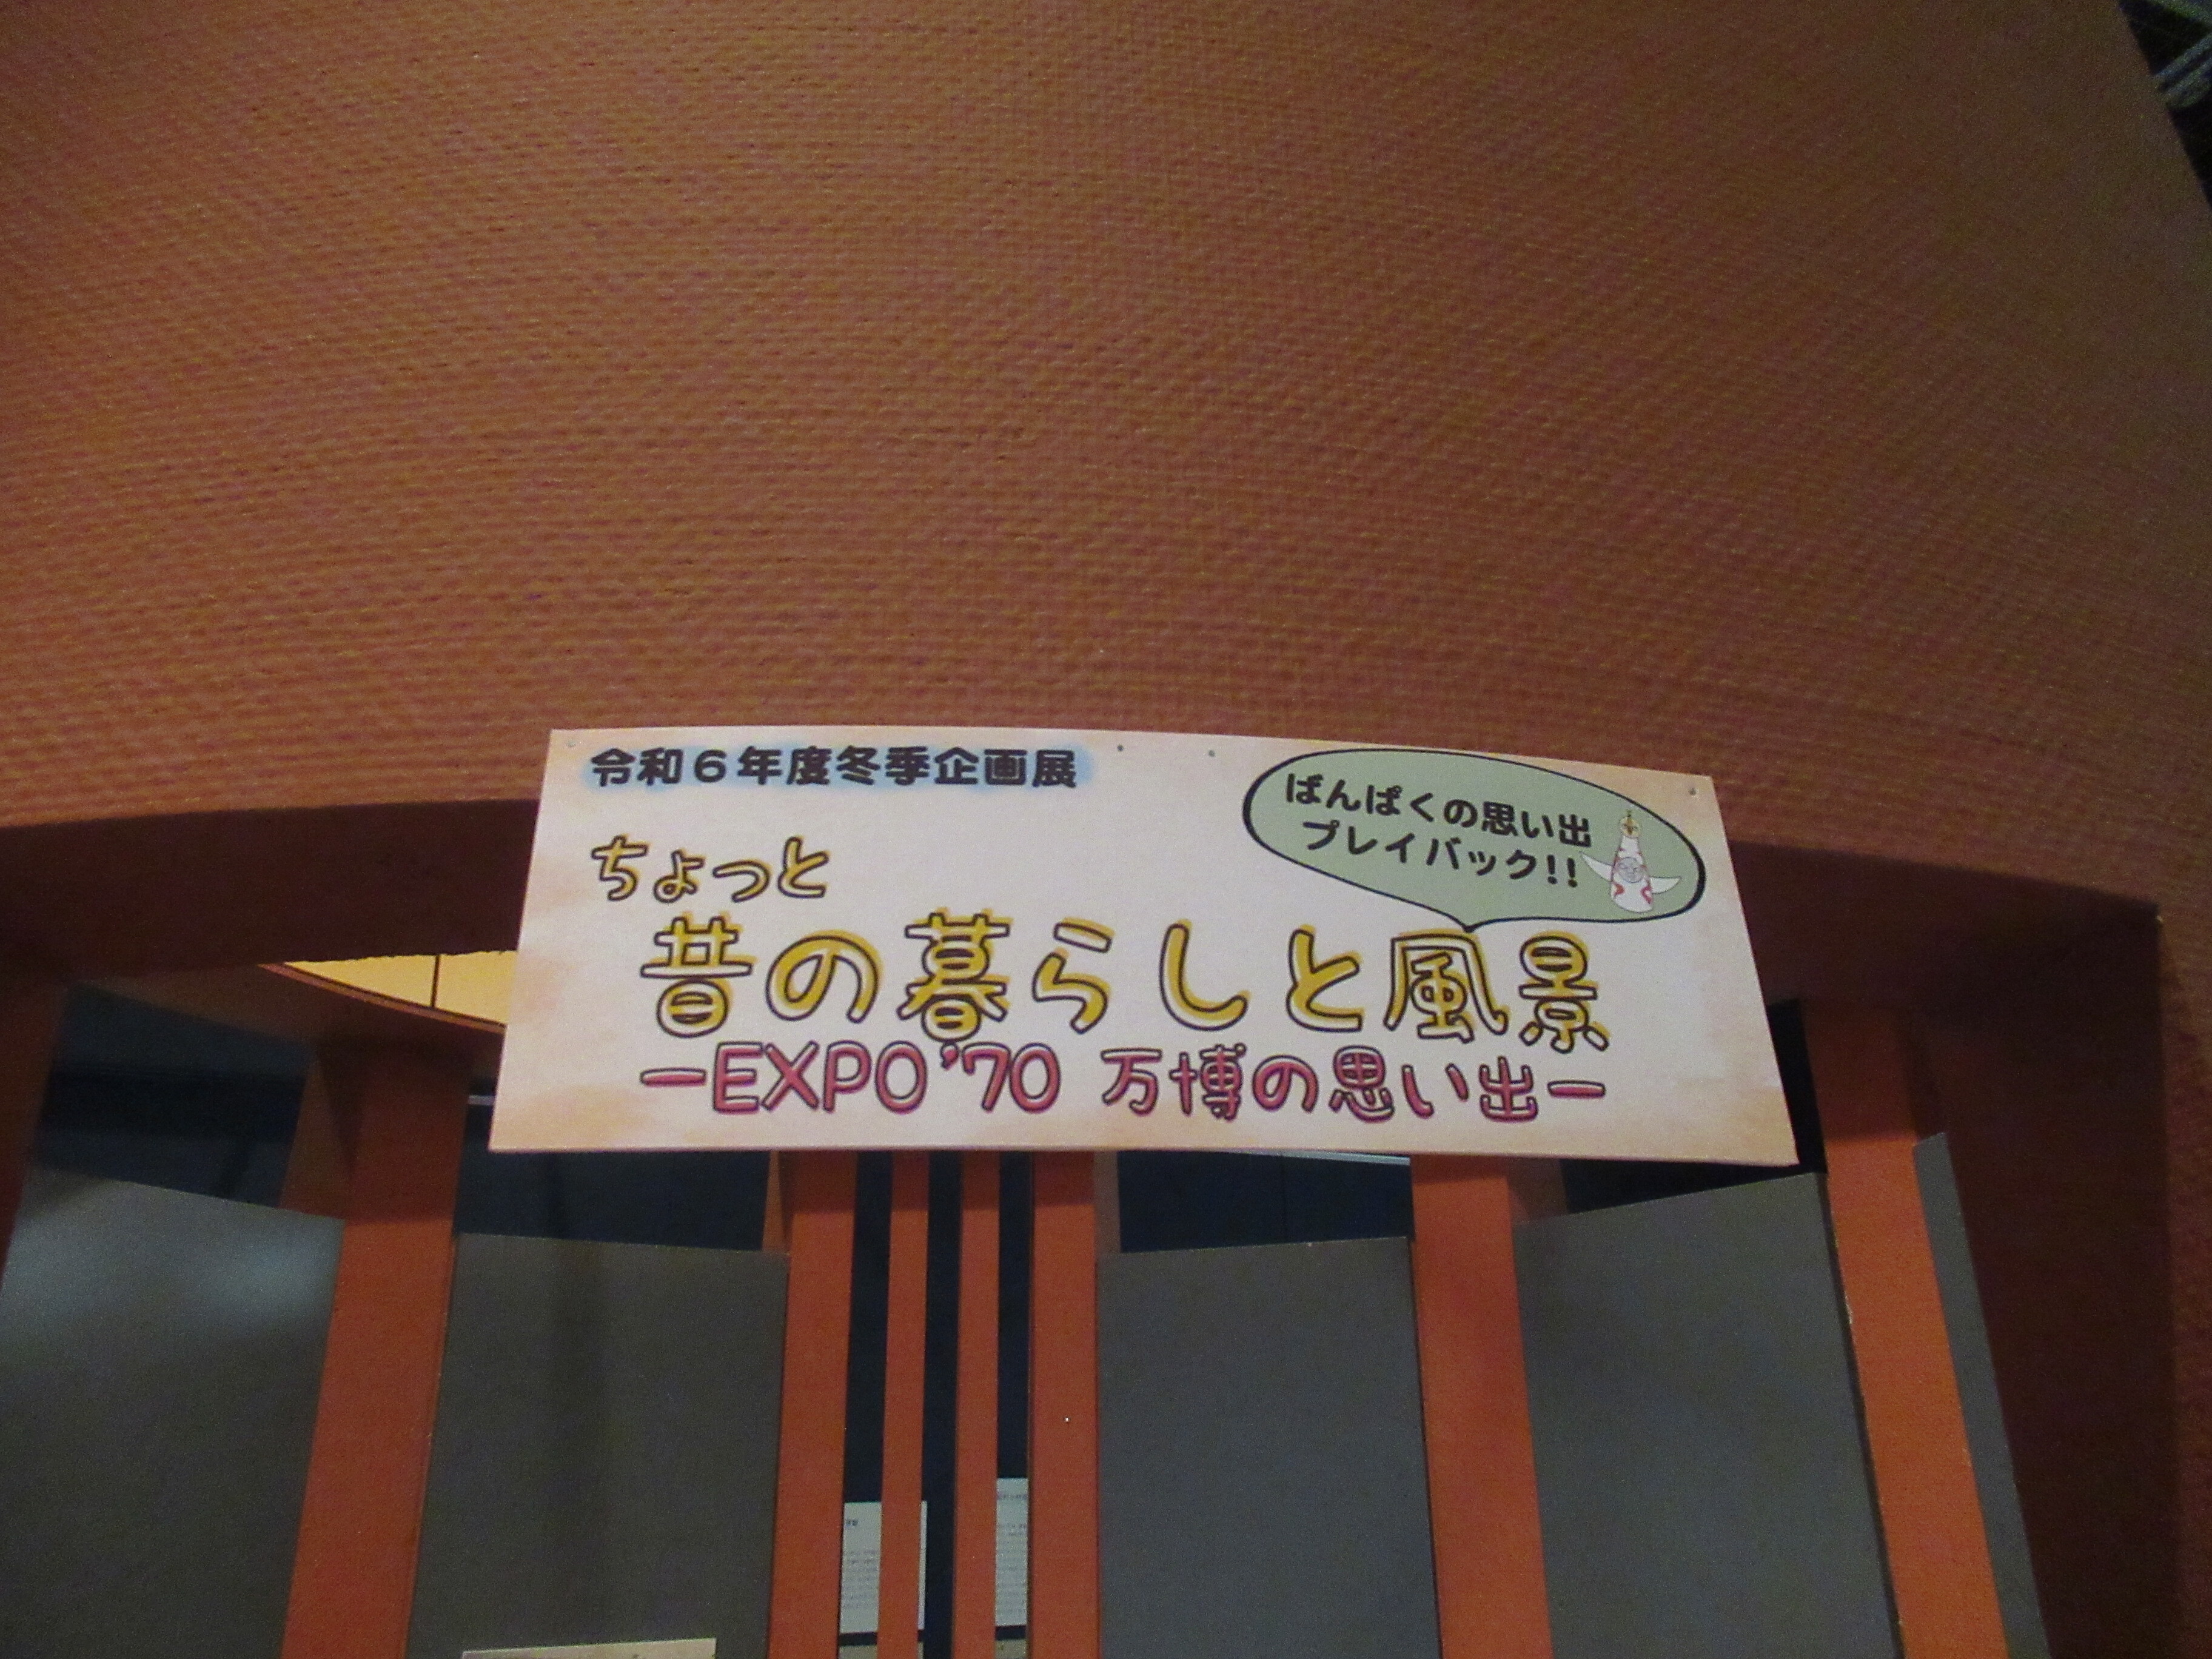 令和6年度冬季企画展
ばんぱくの思い出
プレイバック!!
ちょっと
昔の暮らしと風景
ーEXPO'70 万博の思い出ー